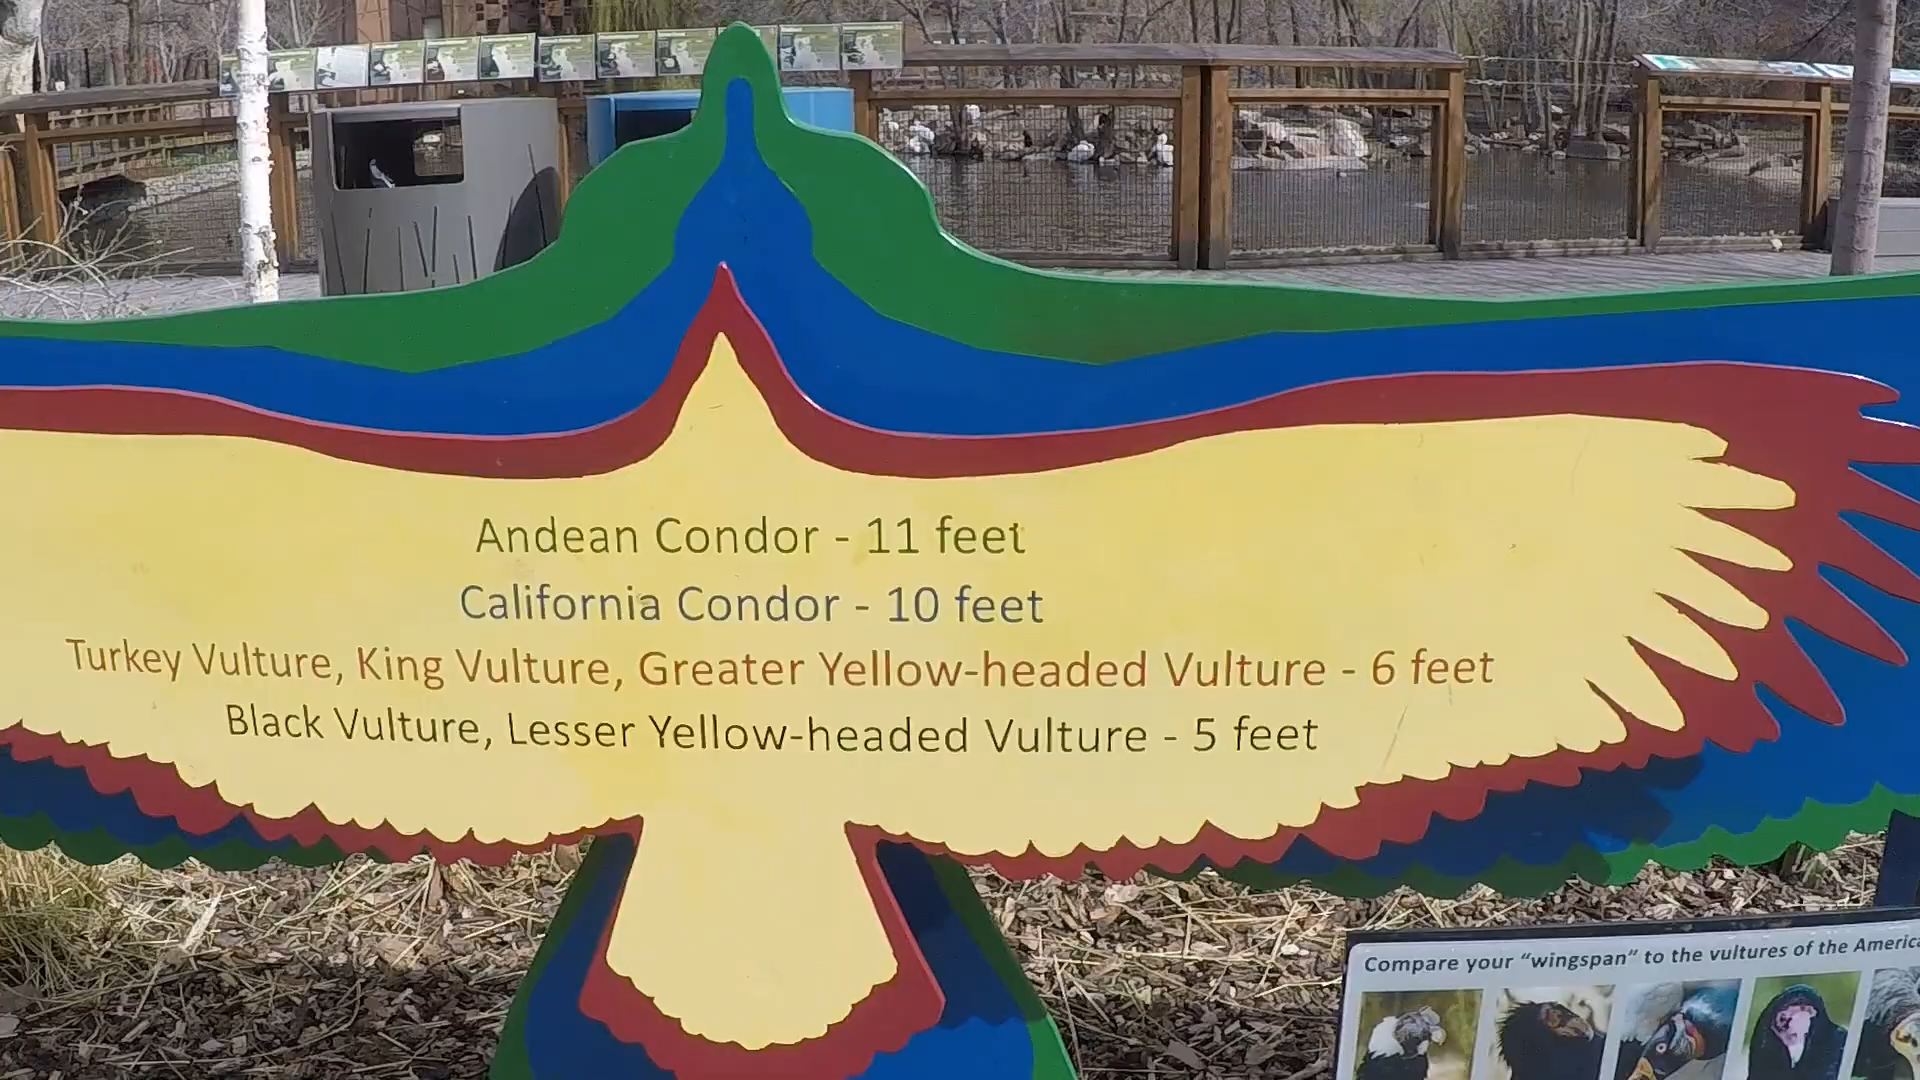 Andean Condor - 11 feet
California Condor - 10 feet
Turkey Vulture, King Vulture, Greater Yellow-headed Vulture - 6 feet
Black Vulture, Lesser Yellow-headed Vulture - 5 feet
Compare your “wingspan” to the vultures of the